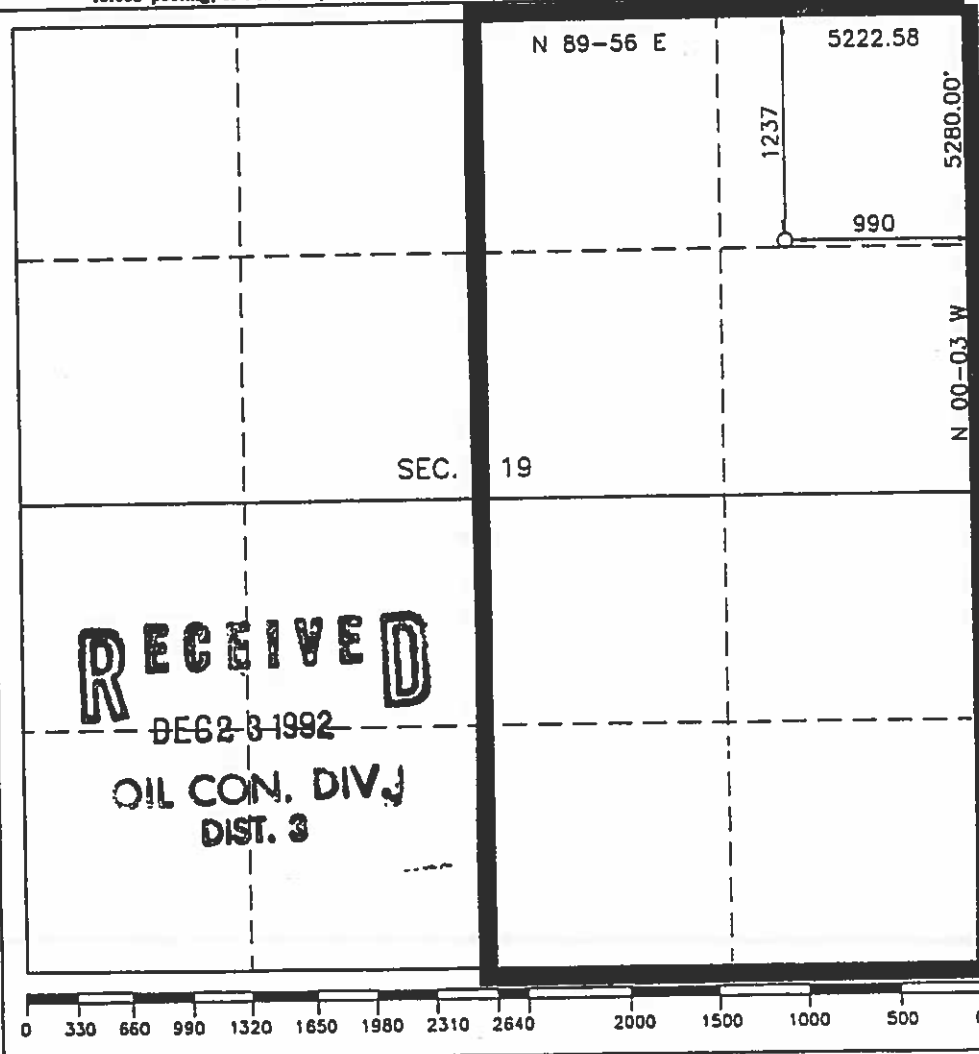 N 89-56 E 5222.58
1237
5280.00'
990
N 00-03 W
SEC. 19
RECEIVED
DEC 2 3 1992
OIL CON. DIV.
DIST. 3
0 330 660 990 1320 1650 1980 2310 2640 2000 1500 1000 500